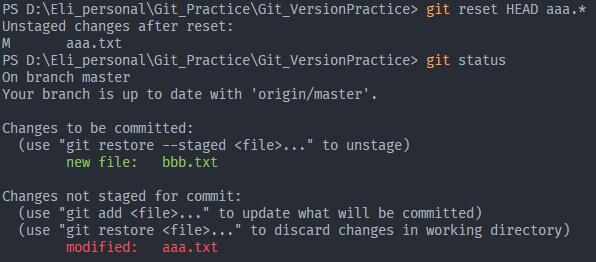 PS D:\Eli_personal\Git_Practice\Git_VersionPractice> git reset HEAD aaa.*
Unstaged changes after reset:
M       aaa.txt
PS D:\Eli_personal\Git_Practice\Git_VersionPractice> git status
On branch master
Your branch is up to date with 'origin/master'.

Changes to be committed:
  (use "git restore --staged <file>..." to unstage)
        new file:   bbb.txt

Changes not staged for commit:
  (use "git add <file>..." to update what will be committed)
  (use "git restore <file>..." to discard changes in working directory)
        modified:   aaa.txt